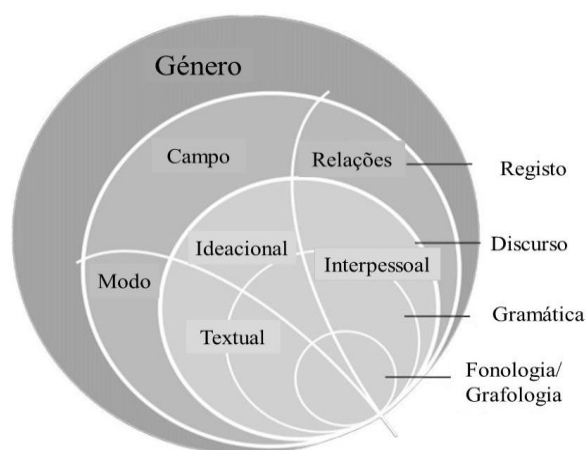 Género
Campo
Relações
Registo
Discurso
Ideacional
Interpessoal
Modo
Gramática
Textual
Fonologia/
Grafologia